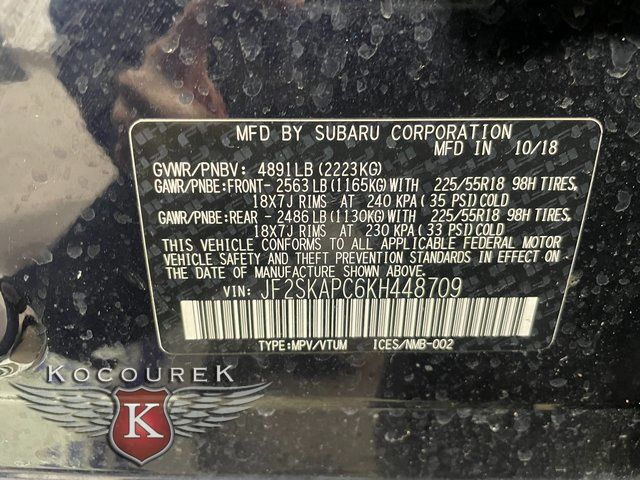 MFD BY SUBARU CORPORATION
MFD IN 10/18
GVWR/PNBV: 4891LB (2223KG)
GAWR/PNBE:FRONT- 2563LB (1165KG)WITH 225/55R18 98H TIRES,
18X7J RIMS AT 240 KPA ( 35 PSI)COLD
GAWR/PNBE:REAR - 2486LB (1130KG)WITH 225/55R18 98H TIRES,
18X7J RIMS AT 230 KPA ( 33 PSI)COLD
THIS VEHICLE CONFORMS TO ALL APPLICABLE FEDERAL MOTOR
VEHICLE SAFETY AND THEFT PREVENTION STANDARDS IN EFFECT
ON THE DATE OF MANUFACTURE SHOWN ABOVE.
VIN: JF2SKAPC6KH448709
TYPE:MPV/VTUM ICES/NMB-002
KOCOUREK
K